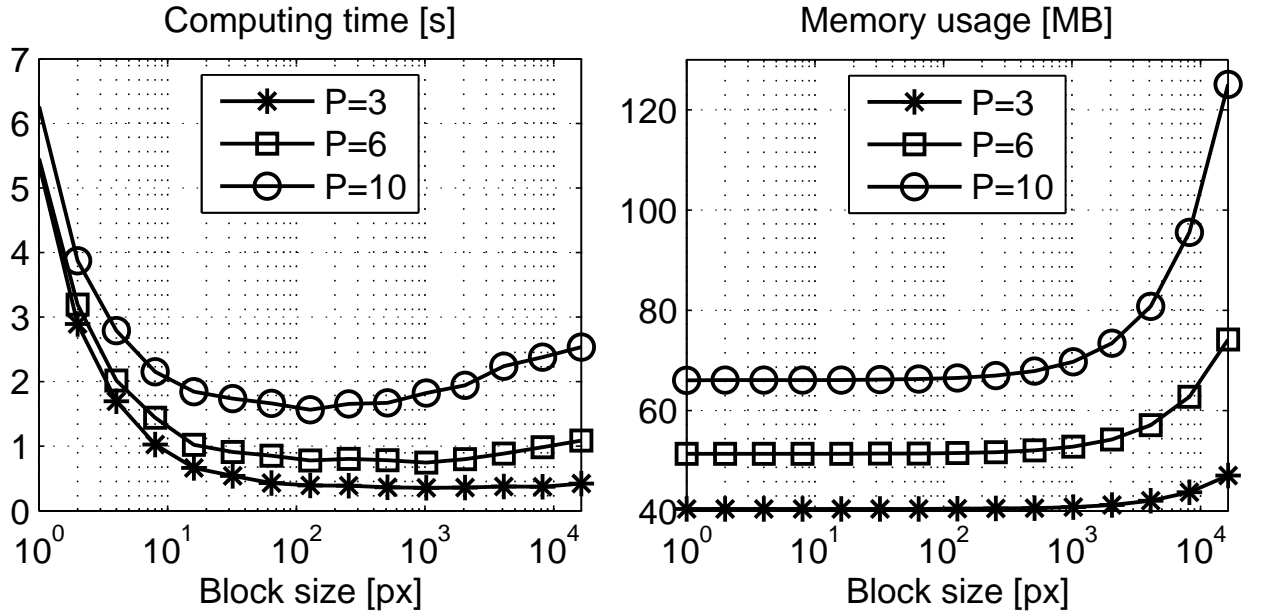 Computing time [s]
7
6
5
4
3
2
1
0
P=3
P=6
P=10
10^0 10^1 10^2 10^3 10^4
Block size [px]
Memory usage [MB]
120
100
80
60
40
P=3
P=6
P=10
10^0 10^1 10^2 10^3 10^4
Block size [px]